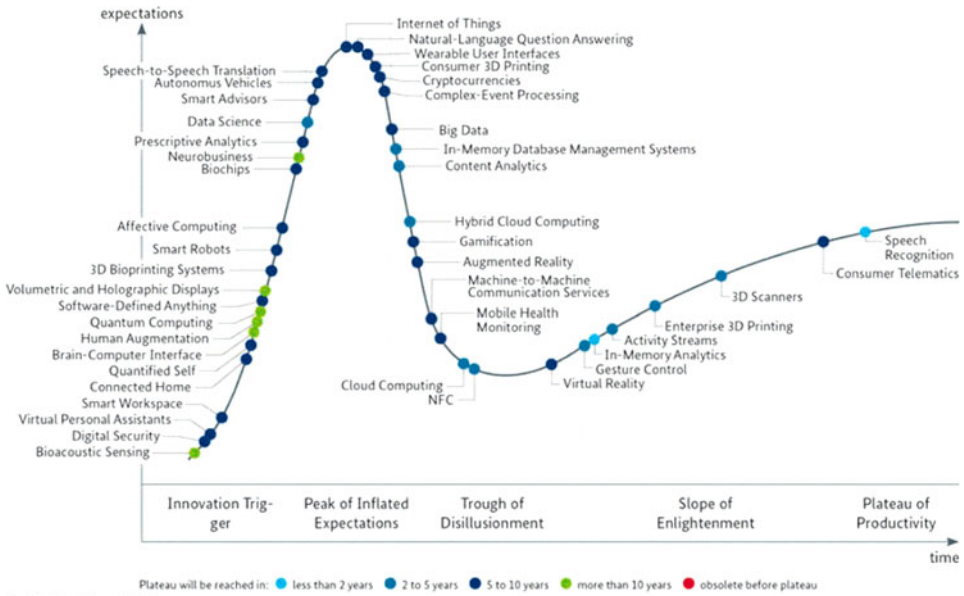 expectations
Internet of Things
Natural-Language Question Answering
Wearable User Interfaces
Consumer 3D Printing
Cryptocurrencies
Complex-Event Processing
Speech-to-Speech Translation
Autonomus Vehicles
Smart Advisors
Data Science
Prescriptive Analytics
Neurobusiness
Biochips
Big Data
In-Memory Database Management Systems
Content Analytics
Affective Computing
Smart Robots
3D Bioprinting Systems
Volumetric and Holographic Displays
Software-Defined Anything
Quantum Computing
Human Augmentation
Brain-Computer Interface
Quantified Self
Connected Home
Smart Workspace
Virtual Personal Assistants
Digital Security
Bioacoustic Sensing
Hybrid Cloud Computing
Gamification
Augmented Reality
Machine-to-Machine
Communication Services
Mobile Health
Monitoring
Cloud Computing
NFC
Speech
Recognition
Consumer Telematics
3D Scanners
Enterprise 3D Printing
Activity Streams
In-Memory Analytics
Gesture Control
Virtual Reality
Innovation Trig-
ger
Peak of Inflated
Expectations
Trough of
Disillusionment
Slope of
Enlightenment
Plateau of
Productivity
time
Plateau will be reached in: less than 2 years 2 to 5 years 5 to 10 years more than 10 years obsolete before plateau